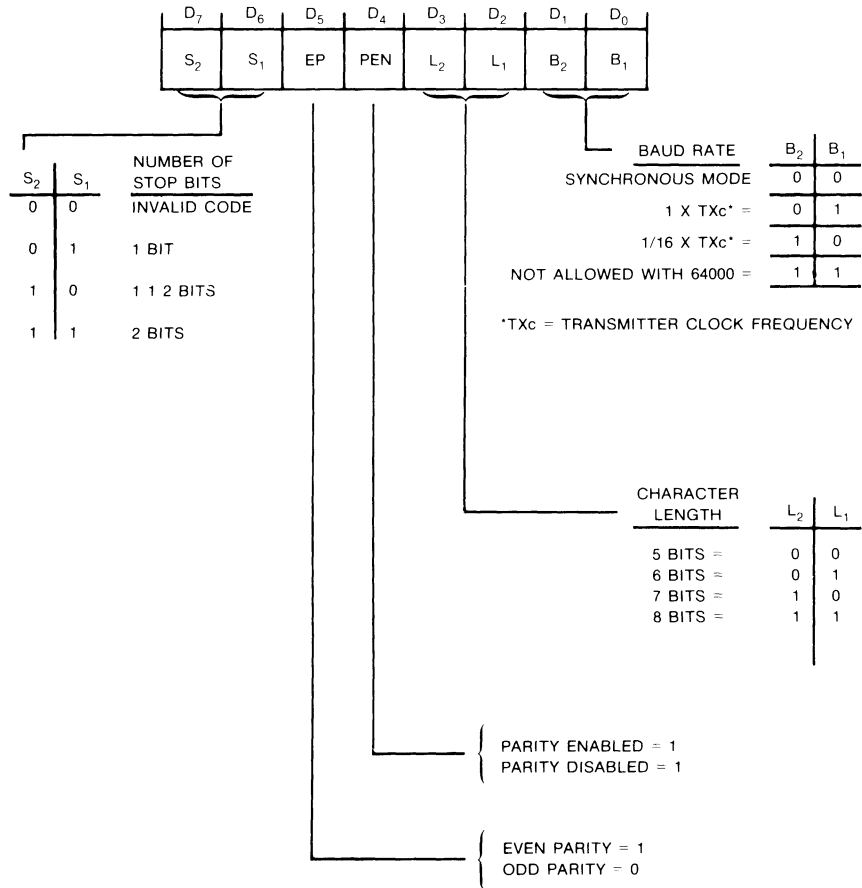 D₇ D₆ D₅ D₄ D₃ D₂ D₁ D₀
S₂ S₁ EP PEN L₂ L₁ B₂ B₁
S₂ S₁ NUMBER OF STOP BITS
0 0 INVALID CODE
0 1 1 BIT
1 0 1 1 2 BITS
1 1 2 BITS
BAUD RATE B₂ B₁
SYNCHRONOUS MODE 0 0
1 X TXc* = 0 1
1/16 X TXc* = 1 0
NOT ALLOWED WITH 64000 = 1 1
*TXc = TRANSMITTER CLOCK FREQUENCY
CHARACTER
LENGTH L₂ L₁
5 BITS = 0 0
6 BITS = 0 1
7 BITS = 1 0
8 BITS = 1 1
PARITY ENABLED = 1
PARITY DISABLED = 1
EVEN PARITY = 1
ODD PARITY = 0